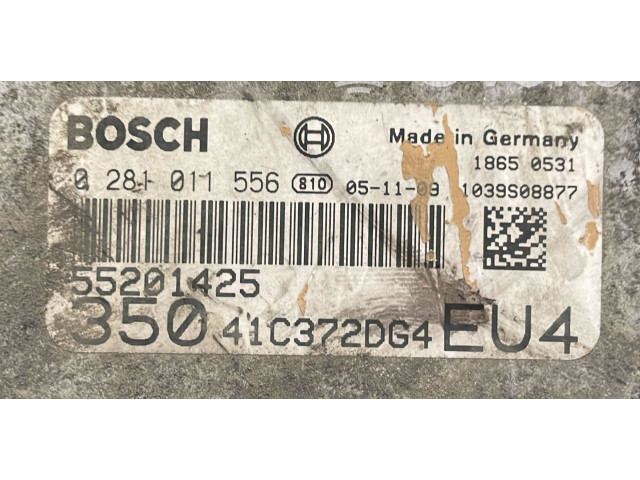 BOSCH Made in Germany
1865 0531
0 281 011 556 810 05-11-09 1039S08877
55201425
350 41C372DG4 EU4